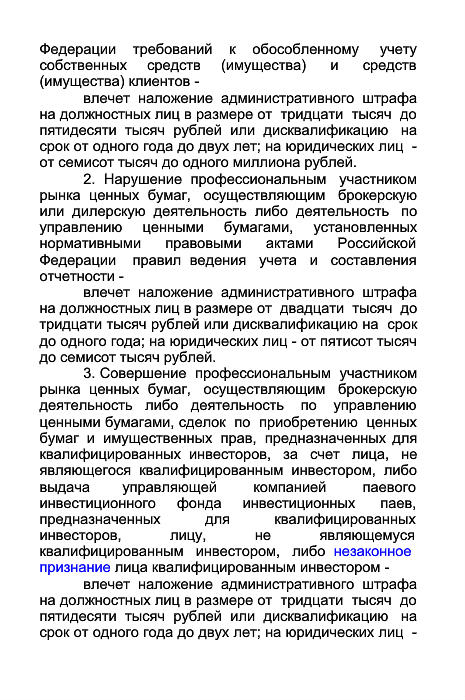 Федерации требований к обособленному учету
собственных средств (имущества) и средств
(имущества) клиентов -
влечет наложение административного штрафа
на должностных лиц в размере от тридцати тысяч до
пятидесяти тысяч рублей или дисквалификацию на
срок от одного года до двух лет; на юридических лиц -
от семисот тысяч до одного миллиона рублей.
2. Нарушение профессиональным участником
рынка ценных бумаг, осуществляющим брокерскую
или дилерскую деятельность либо деятельность по
управлению ценными бумагами, установленных
нормативными правовыми актами Российской
Федерации правил ведения учета и составления
отчетности -
влечет наложение административного штрафа
на должностных лиц в размере от двадцати тысяч до
тридцати тысяч рублей или дисквалификацию на срок
до одного года; на юридических лиц - от пятисот тысяч
до семисот тысяч рублей.
3. Совершение профессиональным участником
рынка ценных бумаг, осуществляющим брокерскую
деятельность либо деятельность по управлению
ценными бумагами, сделок по приобретению ценных
бумаг и имущественных прав, предназначенных для
квалифицированных инвесторов, за счет лица, не
являющегося квалифицированным инвестором, либо
выдача управляющей компанией паевого
инвестиционного фонда инвестиционных паев,
предназначенных для квалифицированных
инвесторов, лицу, не являющемуся
квалифицированным инвестором, либо незаконное
признание лица квалифицированным инвестором -
влечет наложение административного штрафа
на должностных лиц в размере от тридцати тысяч до
пятидесяти тысяч рублей или дисквалификацию на
срок от одного года до двух лет; на юридических лиц -